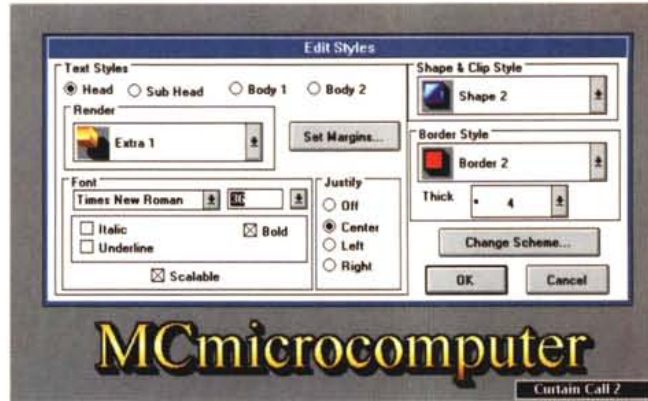 Edit Styles
Text Styles
Head Sub Head Body 1 Body 2
Render
Extra 1
Set Margins...
Font
Times New Roman 36
Italic Bold
Underline
Scalable
Justify
Off
Center
Left
Right
Shape & Clip Style
Shape 2
Border Style
Border 2
Thick 4
Change Scheme...
OK Cancel
MCmicrocomputer
Curtain Call 2